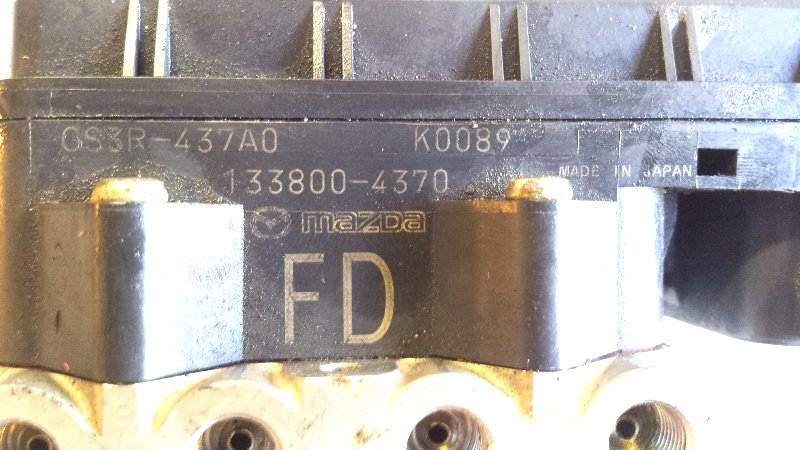 GS3R-437A0 K0089
133800-4370 MADE IN JAPAN
mazda
FD